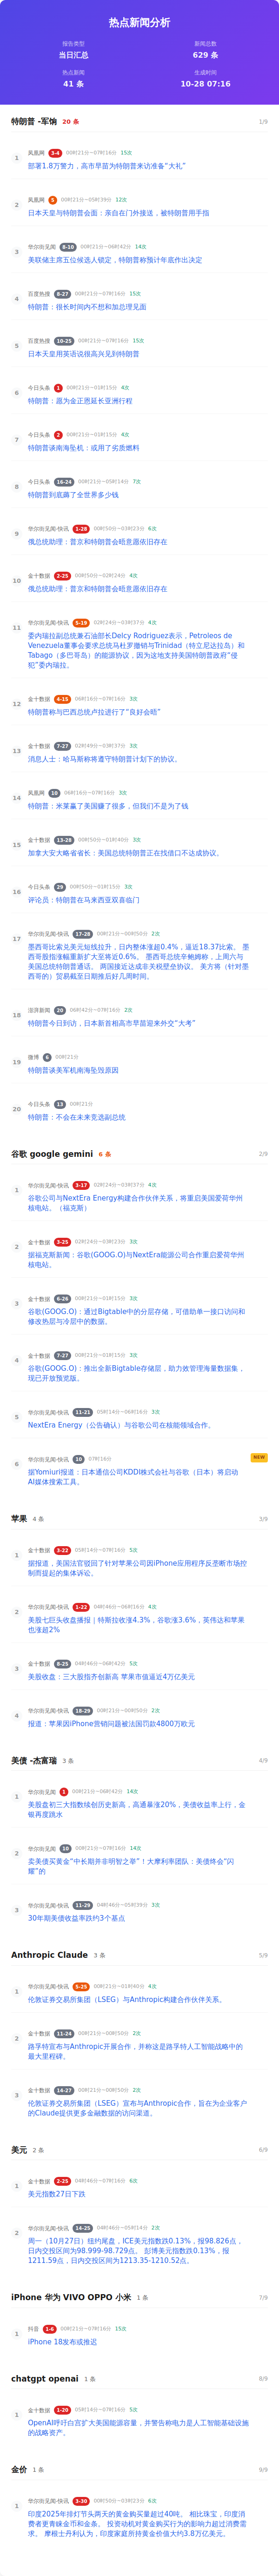 热点新闻分析
报告类型
新闻总数
当日汇总
629 条
热点新闻
生成时间
41 条
10-28 07:16
特朗普 -军饷 20 条 1/9
1
凤凰网 3-4 00时21分~07时16分 15次
部署1.8万警力，高市早苗为特朗普来访准备“大礼”
2
凤凰网 5 00时21分~05时39分 12次
日本天皇与特朗普会面：亲自在门外接送，被特朗普用手指
3
华尔街见闻 8-10 00时21分~06时42分 14次
美联储主席五位候选人锁定，特朗普称预计年底作出决定
4
百度热搜 8-27 00时21分~07时16分 15次
特朗普：很长时间内不想和加总理见面
5
百度热搜 10-25 00时21分~07时16分 15次
日本天皇用英语说很高兴见到特朗普
6
今日头条 1 00时21分~01时15分 4次
特朗普：愿为金正恩延长亚洲行程
7
今日头条 2 00时21分~01时15分 4次
特朗普谈南海坠机：或用了劣质燃料
8
今日头条 16-24 00时21分~05时14分 7次
特朗普到底薅了全世界多少钱
9
华尔街见闻-快讯 1-28 00时50分~03时23分 6次
俄总统助理：普京和特朗普会晤意愿依旧存在
10
金十数据 2-25 00时50分~02时24分 4次
俄总统助理：普京和特朗普会晤意愿依旧存在
11
华尔街见闻-快讯 5-19 02时24分~03时37分 4次
委内瑞拉副总统兼石油部长Delcy Rodriguez表示，Petroleos de
Venezuela董事会要求总统马杜罗撤销与Trinidad（特立尼达拉岛）和
Tobago（多巴哥岛）的能源协议，因为这地支持美国特朗普政府“侵
犯”委内瑞拉。
12
金十数据 4-15 06时16分~07时16分 3次
特朗普称与巴西总统卢拉进行了“良好会晤”
13
金十数据 7-27 02时49分~03时37分 3次
消息人士：哈马斯称将遵守特朗普计划下的协议。
14
凤凰网 10 06时16分~07时16分 3次
特朗普：米莱赢了美国赚了很多，但我们不是为了钱
15
金十数据 13-28 00时50分~01时40分 3次
加拿大安大略省省长：美国总统特朗普正在找借口不达成协议。
16
今日头条 29 00时50分~01时15分 3次
评论员：特朗普在马来西亚双喜临门
17
华尔街见闻-快讯 17-28 00时21分~00时50分 2次
墨西哥比索兑美元短线拉升，日内整体涨超0.4%，逼近18.37比索。 墨
西哥股指涨幅重新扩大至将近0.6%。 墨西哥总统辛鲍姆称，上周六与
美国总统特朗普通话。 两国接近达成非关税壁垒协议。 美方将（针对墨
西哥的）贸易截至日期推后好几周时间。
18
澎湃新闻 20 06时42分~07时16分 2次
特朗普今日到访，日本新首相高市早苗迎来外交“大考”
19
微博 6 00时21分
特朗普谈美军机南海坠毁原因
20
今日头条 13 00时21分
特朗普：不会在未来竞选副总统
谷歌 google gemini 6 条 2/9
1
华尔街见闻-快讯 3-17 02时24分~03时37分 4次
谷歌公司与NextEra Energy构建合作伙伴关系，将重启美国爱荷华州
核电站。（福克斯）
2
金十数据 3-25 02时24分~03时23分 3次
据福克斯新闻：谷歌(GOOG.O)与NextEra能源公司合作重启爱荷华州
核电站。
3
金十数据 6-26 00时21分~01时15分 3次
谷歌(GOOG.O)：通过Bigtable中的分层存储，可借助单一接口访问和
修改热层与冷层中的数据。
4
金十数据 7-27 00时21分~01时15分 3次
谷歌(GOOG.O)：推出全新Bigtable存储层，助力效管理海量数据集，
现已开放预览版。
5
华尔街见闻-快讯 11-21 05时14分~06时16分 3次
NextEra Energy（公告确认）与谷歌公司在核能领域合作。
6
华尔街见闻-快讯 10 07时16分
NEW
据Yomiuri报道：日本通信公司KDDI株式会社与谷歌（日本）将启动
AI媒体搜索工具。
苹果 4 条 3/9
1
金十数据 3-22 05时14分~07时16分 5次
据报道，美国法官驳回了针对苹果公司因iPhone应用程序反垄断市场控
制而提起的集体诉讼。
2
华尔街见闻-快讯 1-22 04时46分~06时16分 4次
美股七巨头收盘播报｜特斯拉收涨4.3%，谷歌涨3.6%，英伟达和苹果
也涨超2%
3
金十数据 8-25 04时46分~06时42分 5次
美股收盘：三大股指齐创新高 苹果市值逼近4万亿美元
4
华尔街见闻-快讯 18-29 00时21分~00时50分 2次
报道：苹果因iPhone营销问题被法国罚款4800万欧元
美债 -杰富瑞 3 条 4/9
1
华尔街见闻 1 00时21分~06时42分 14次
美股盘初三大指数续创历史新高，高通暴涨20%，美债收益率上行，金
银再度跳水
2
华尔街见闻 10 00时21分~07时16分 14次
卖美债买黄金“中长期并非明智之举”！大摩利率团队：美债终会“闪
耀”的
3
华尔街见闻-快讯 11-29 04时46分~05时39分 3次
30年期美债收益率跌约3个基点
Anthropic Claude 3 条 5/9
1
华尔街见闻-快讯 5-25 00时21分~01时40分 4次
伦敦证券交易所集团（LSEG）与Anthropic构建合作伙伴关系。
2
金十数据 11-24 00时21分~00时50分 2次
路孚特宣布与Anthropic开展合作，并称这是路孚特人工智能战略中的
最大里程碑。
3
金十数据 14-27 00时21分~00时50分 2次
伦敦证券交易所集团（LSEG）宣布与Anthropic合作，旨在为企业客户
的Claude提供更多金融数据的访问渠道。
美元 2 条 6/9
1
金十数据 2-25 04时46分~07时16分 6次
美元指数27日下跌
2
华尔街见闻-快讯 14-25 04时46分~05时14分 2次
周一（10月27日）纽约尾盘，ICE美元指数跌0.13%，报98.826点，
日内交投区间为98.999-98.729点。 彭博美元指数跌0.13%，报
1211.59点，日内交投区间为1213.35-1210.52点。
iPhone 华为 VIVO OPPO 小米 1 条 7/9
1
抖音 1-6 00时21分~07时16分 15次
iPhone 18发布或推迟
chatgpt openai 1 条 8/9
1
金十数据 1-20 05时14分~07时16分 5次
OpenAI呼吁白宫扩大美国能源容量，并警告称电力是人工智能基础设施
的战略资产。
金价 1 条 9/9
1
华尔街见闻-快讯 3-30 00时50分~03时23分 6次
印度2025年排灯节头两天的黄金购买量超过40吨。 相比珠宝，印度消
费者更青睐金币和金条。 投资动机对黄金购买行为的影响力超过消费需
求。 摩根士丹利认为，印度家庭所持黄金价值大约3.8万亿美元。